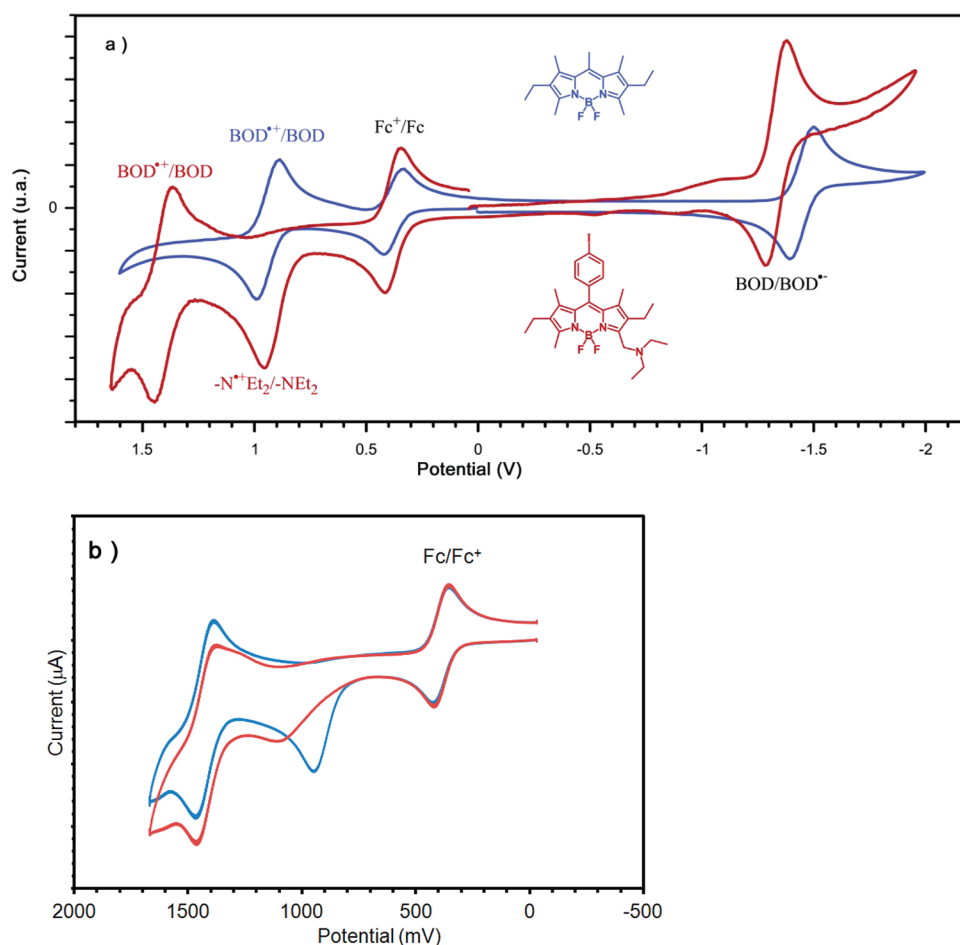 a )
BOD•+/BOD
BOD•+/BOD
Fc+/Fc
N
N
B
F
F
I
N
N
B
F
F
N
BOD/BOD•-
-N•+Et2/-NEt2
0
Current (u.a.)
1.5
1
0.5
0
-0.5
-1
-1.5
-2
Potential (V)
b )
Fc/Fc+
Current (µA)
2000
1500
1000
500
0
-500
Potential (mV)